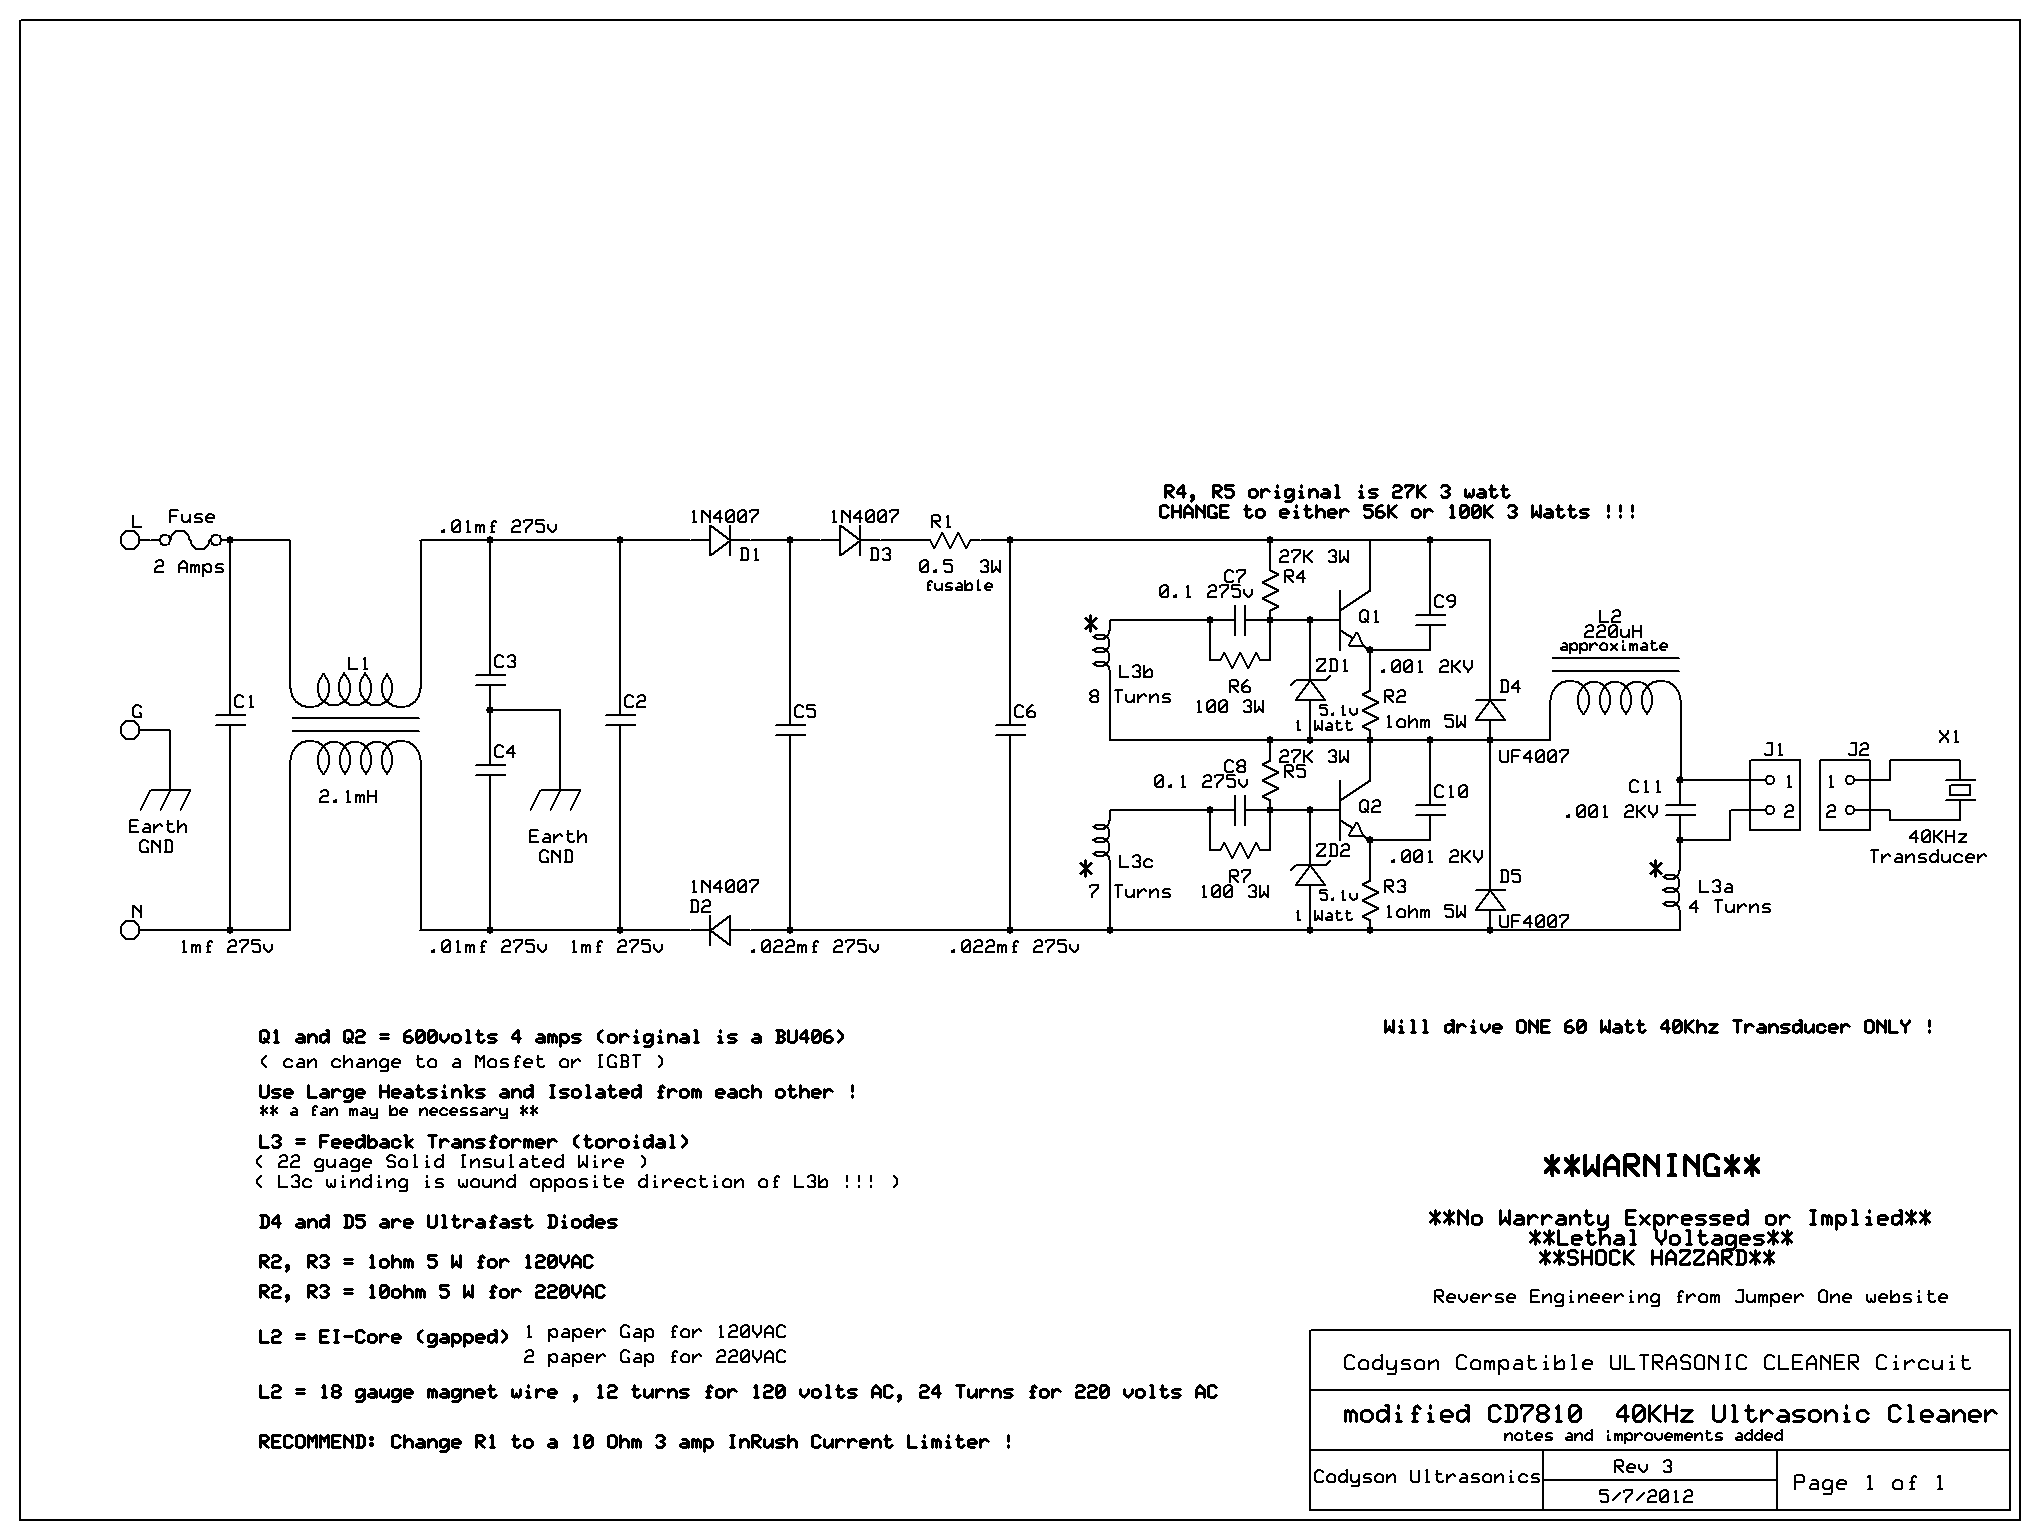 R4, R5 original is 27K 3 watt
CHANGE to either 56K or 100K 3 Watts !!!
L
Fuse
2 Amps
.01mf 275v
1N4007
D1
1N4007
D3
R1
0.5 3W
fusable
27K 3W
R4
C7
0.1 275v
Q1
C9
.001 2KV
*
L3b
8 Turns
R6
100 3W
ZD1
5.1v
1 Watt
R2
1ohm 5W
D4
UF4007
L2
220uH
approximate
L1
2.1mH
C1
C3
C4
C2
C5
C6
G
Earth
GND
Earth
GND
27K 3W
R5
C8
0.1 275v
Q2
C10
.001 2KV
L3c
*
7 Turns
R7
100 3W
ZD2
5.1v
1 Watt
R3
1ohm 5W
D5
UF4007
C11
.001 2KV
*
L3a
4 Turns
J1
1
2
J2
1
2
X1
40KHz
Transducer
N
1mf 275v
.01mf 275v
1mf 275v
1N4007
D2
.022mf 275v
.022mf 275v
Q1 and Q2 = 600volts 4 amps (original is a BU406)
( can change to a Mosfet or IGBT )
Use Large Heatsinks and Isolated from each other !
** a fan may be necessary **
L3 = Feedback Transformer (toroidal)
( 22 guage Solid Insulated Wire )
( L3c winding is wound opposite direction of L3b !!! )
D4 and D5 are Ultrafast Diodes
R2, R3 = 1ohm 5 W for 120VAC
R2, R3 = 10ohm 5 W for 220VAC
L2 = EI-Core (gapped) 1 paper Gap for 120VAC
2 paper Gap for 220VAC
L2 = 18 gauge magnet wire , 12 turns for 120 volts AC, 24 Turns for 220 volts AC
RECOMMEND: Change R1 to a 10 Ohm 3 amp InRush Current Limiter !
Will drive ONE 60 Watt 40Khz Transducer ONLY !
**WARNING**
**No Warranty Expressed or Implied**
**Lethal Voltages**
**SHOCK HAZZARD**
Reverse Engineering from Jumper One website
Codyson Compatible ULTRASONIC CLEANER Circuit
modified CD7810 40KHz Ultrasonic Cleaner
notes and improvements added
Codyson Ultrasonics
Rev 3
5/7/2012
Page 1 of 1